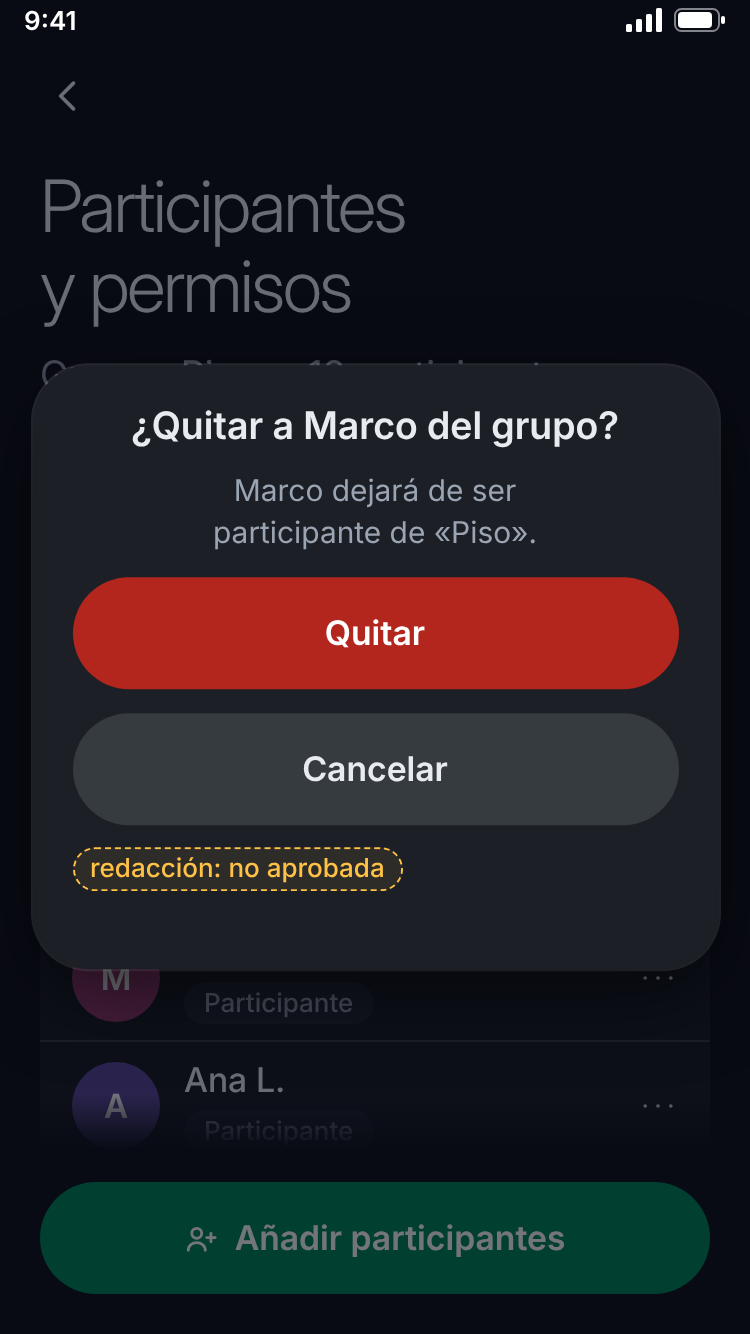 9:41
Participantes
y permisos
¿Quitar a Marco del grupo?
Marco dejará de ser
participante de «Piso».
Quitar
Cancelar
redacción: no aprobada
M
Participante
A
Ana L.
Participante
Añadir participantes